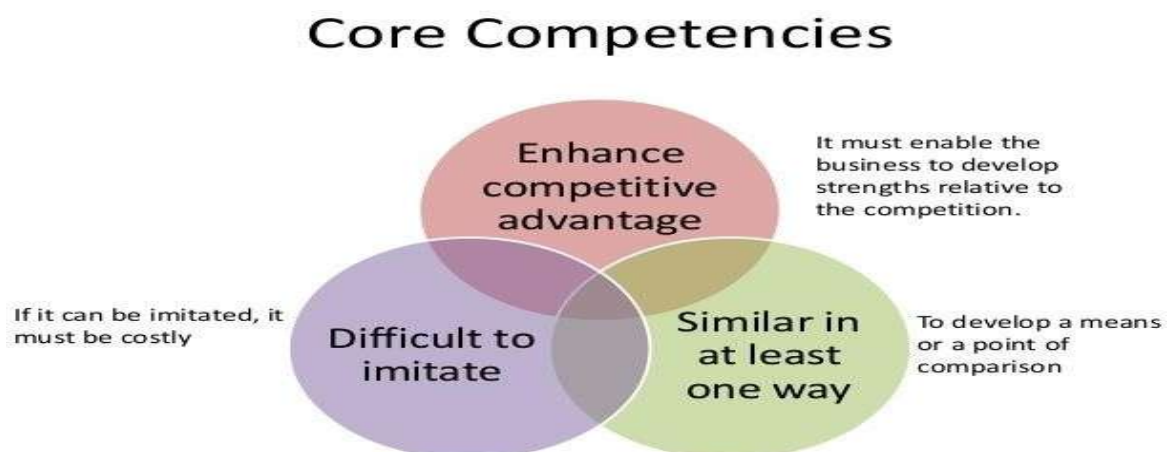 Core Competencies
Enhance
competitive
advantage
It must enable the
business to develop
strengths relative to
the competition.
If it can be imitated, it
must be costly
Difficult to
imitate
Similar in
at least
one way
To develop a means
or a point of
comparison